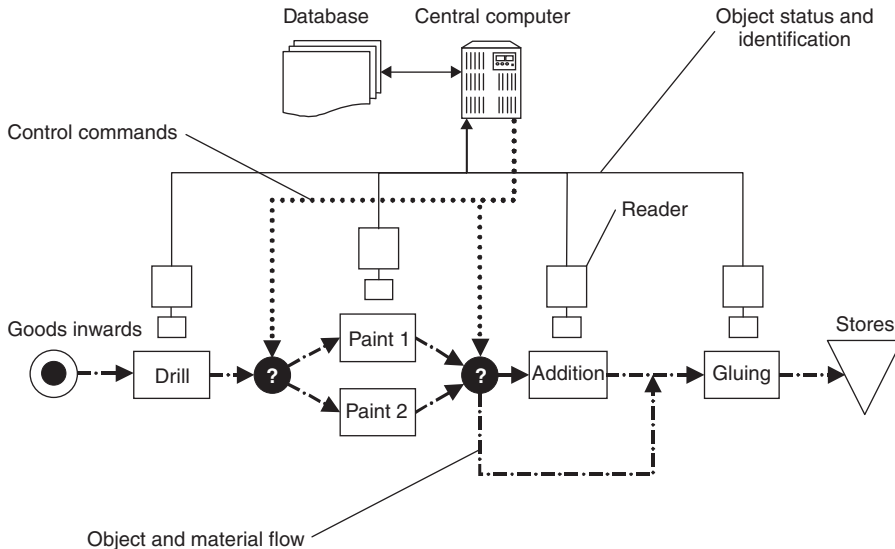 Database
Central computer
Object status and
identification
Control commands
Reader
Goods inwards
Stores
Paint 1
Drill
?
?
Addition
Gluing
Paint 2
Object and material flow